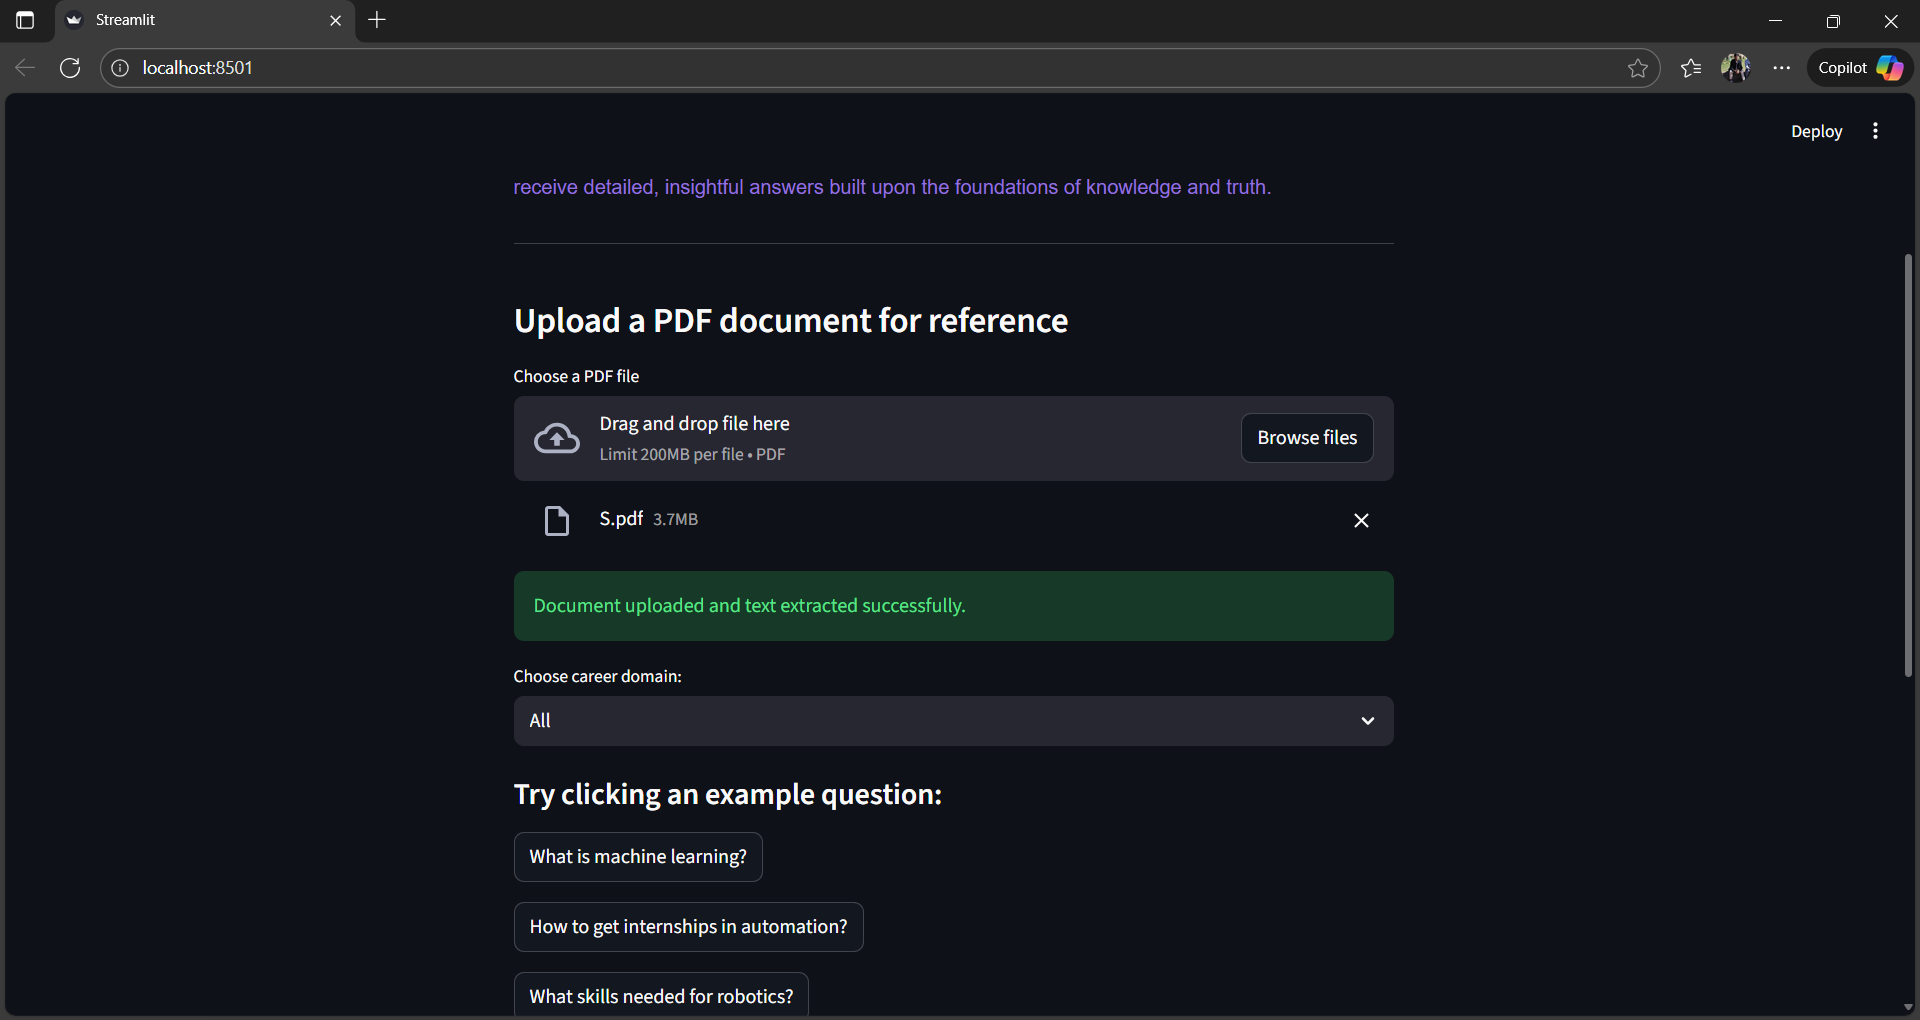 Streamlit
localhost:8501
Copilot
Deploy
receive detailed, insightful answers built upon the foundations of knowledge and truth.
Upload a PDF document for reference
Choose a PDF file
Drag and drop file here
Limit 200MB per file • PDF
Browse files
S.pdf 3.7MB
Document uploaded and text extracted successfully.
Choose career domain:
All
Try clicking an example question:
What is machine learning?
How to get internships in automation?
What skills needed for robotics?